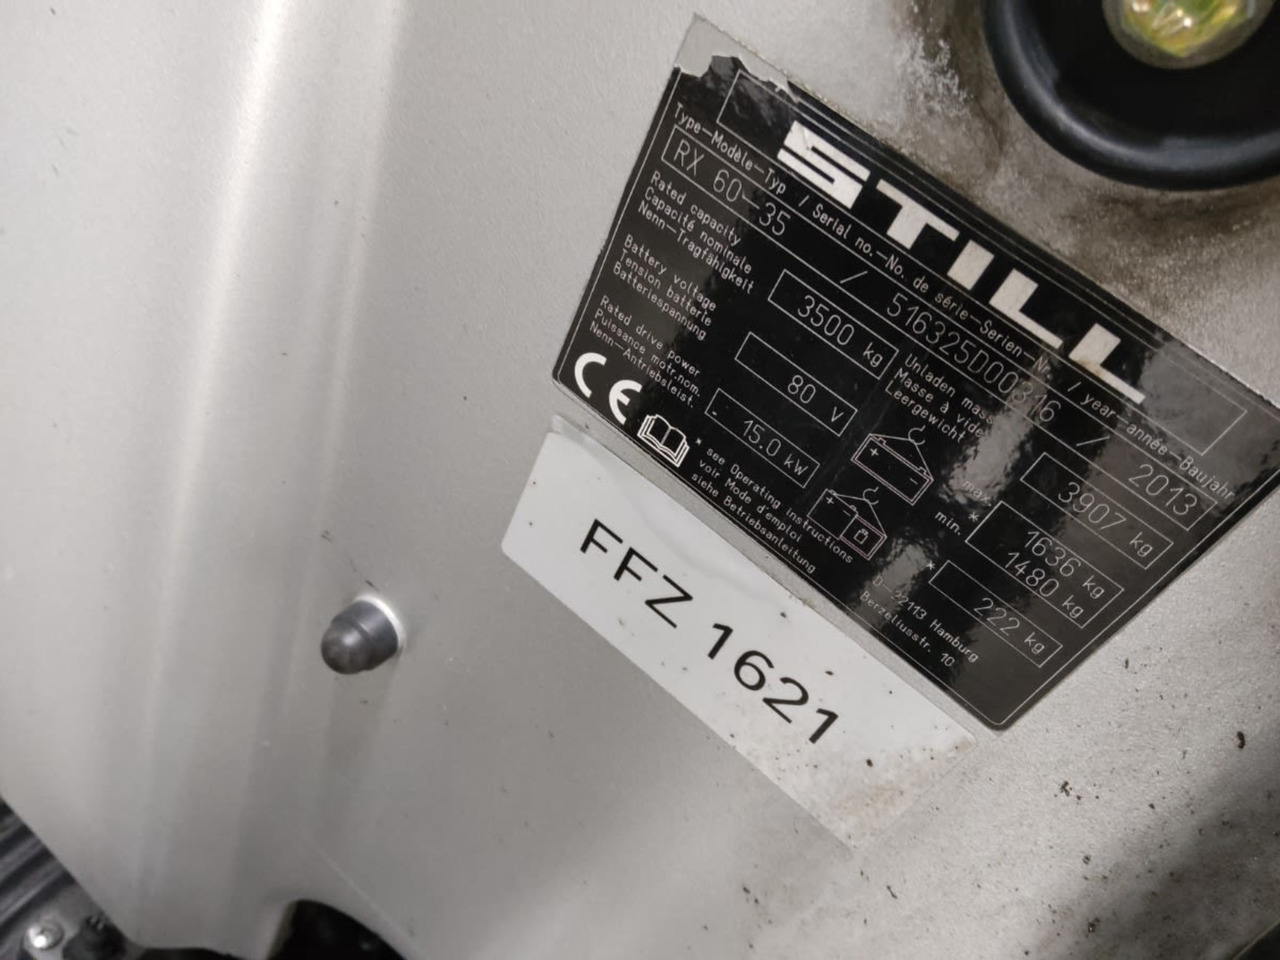 STILL
Type-Modèle-Typ / Serial no.-No. de série-Serien-Nr. / year-année-Baujahr
RX 60-35 / 516325D00316 / 2013
Rated capacity
Capacité nominale
Nenn-Tragfähigkeit
3500 kg
Unladen mass
Masse à vide
Leergewicht
3907 kg
Battery voltage
Tension batterie
Batteriespannung
80 V
max.*
1636 kg
min.
1480 kg
Rated drive power
Puissance motr.nom.
Nenn-Antriebsleist.
15.0 kW
*
222 kg
CE
* see Operating instructions
voir Mode d'emploi
siehe Betriebsanleitung
D-22113 Hamburg
Berzeliusstr. 10
FFZ 1621